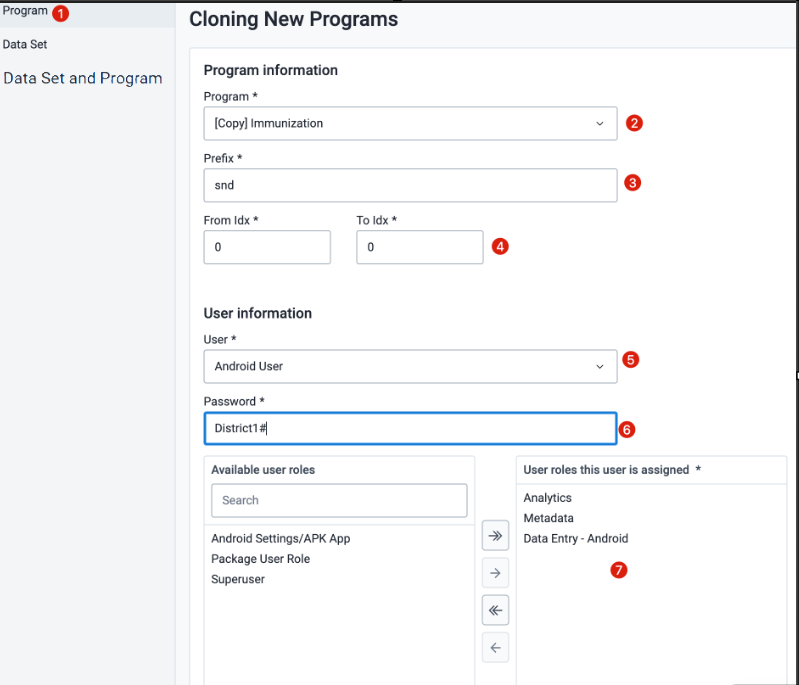 Program 1
Cloning New Programs
Data Set
Data Set and Program
Program information
Program *
[Copy] Immunization 2
Prefix *
snd 3
From Idx * To Idx *
0 0 4
User information
User *
Android User 5
Password *
District1# 6
Available user roles User roles this user is assigned *
Search Analytics
Metadata
Android Settings/APK App Data Entry - Android
Package User Role
7
Superuser